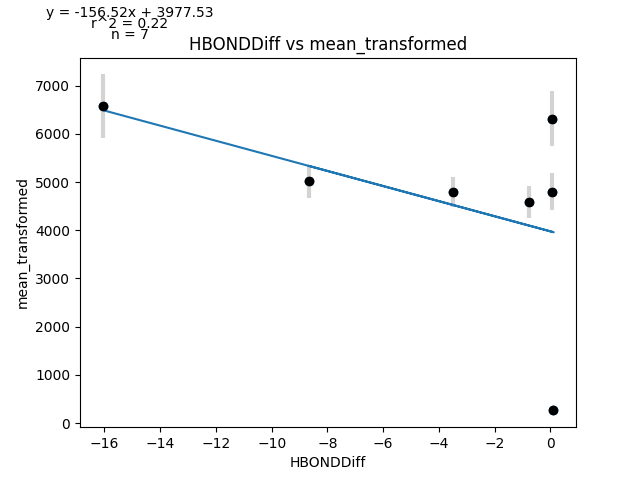 y = -156.52x + 3977.53
r^2 = 0.22
n = 7
HBONDDiff vs mean_transformed
7000
6000
5000
4000
3000
2000
1000
0
mean_transformed
−16
−14
−12
−10
−8
−6
−4
−2
0
HBONDDiff